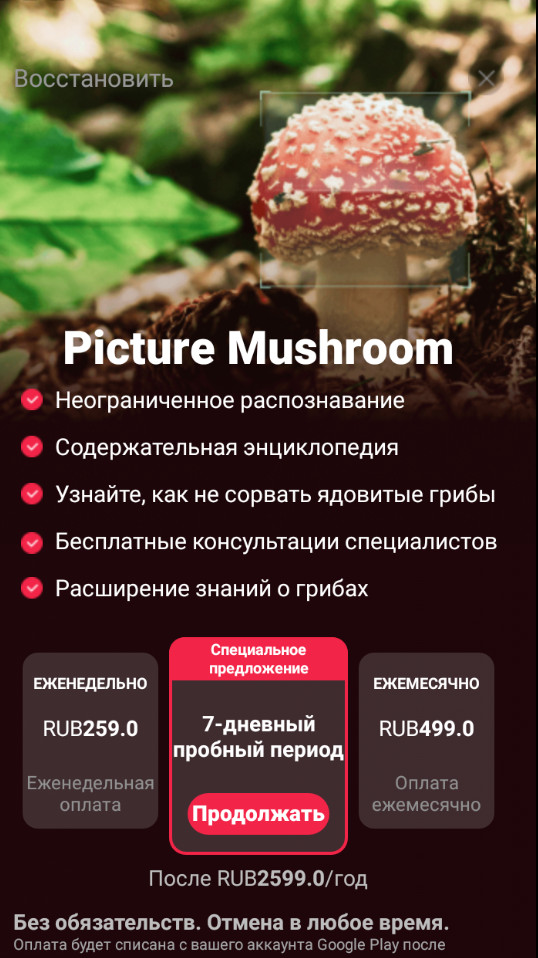 Восстановить
Picture Mushroom
Неограниченное распознавание
Содержательная энциклопедия
Узнайте, как не сорвать ядовитые грибы
Бесплатные консультации специалистов
Расширение знаний о грибах
ЕЖЕНЕДЕЛЬНО
RUB259.0
Еженедельная
оплата
Специальное
предложение
7-дневный
пробный период
Продолжать
ЕЖЕМЕСЯЧНО
RUB499.0
Оплата
ежемесячно
После RUB2599.0/год
Без обязательств. Отмена в любое время.
Оплата будет списана с вашего аккаунта Google Play после